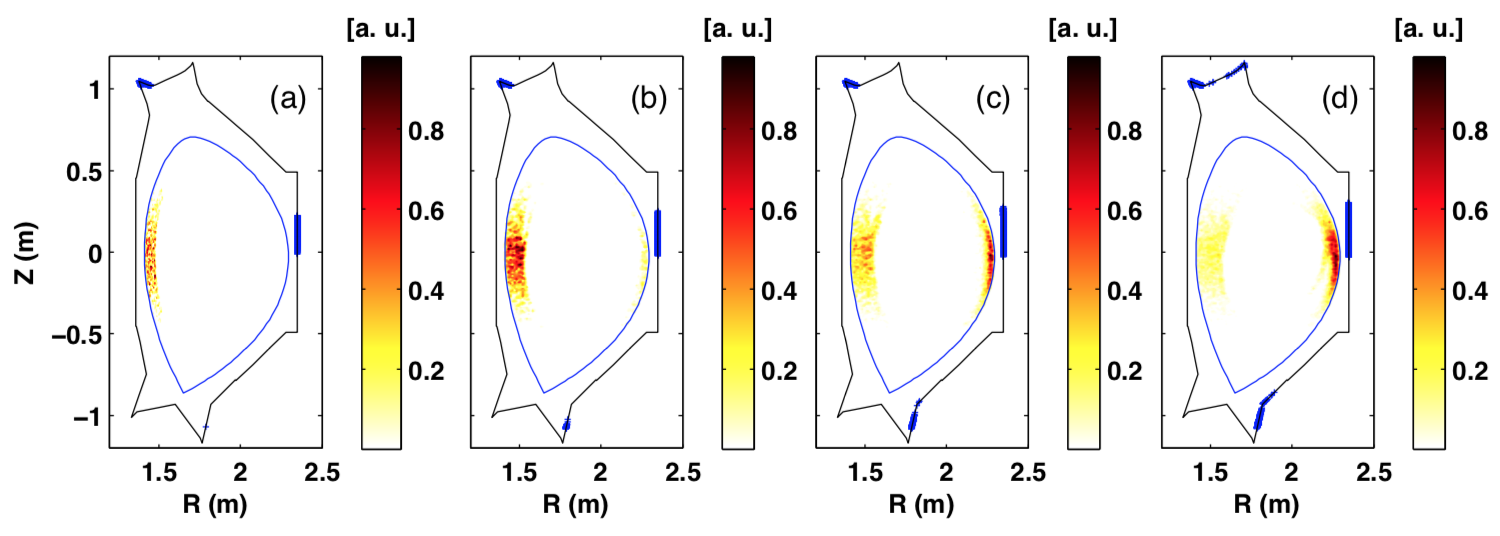 [a. u.] [a. u.] [a. u.] [a. u.]
(a) (b) (c) (d)
1
0.5
0
−0.5
−1
Z (m)
0.8 0.8 0.8 0.8
0.6 0.6 0.6 0.6
0.4 0.4 0.4 0.4
0.2 0.2 0.2 0.2
1.5 2 2.5 1.5 2 2.5 1.5 2 2.5 1.5 2 2.5
R (m) R (m) R (m) R (m)